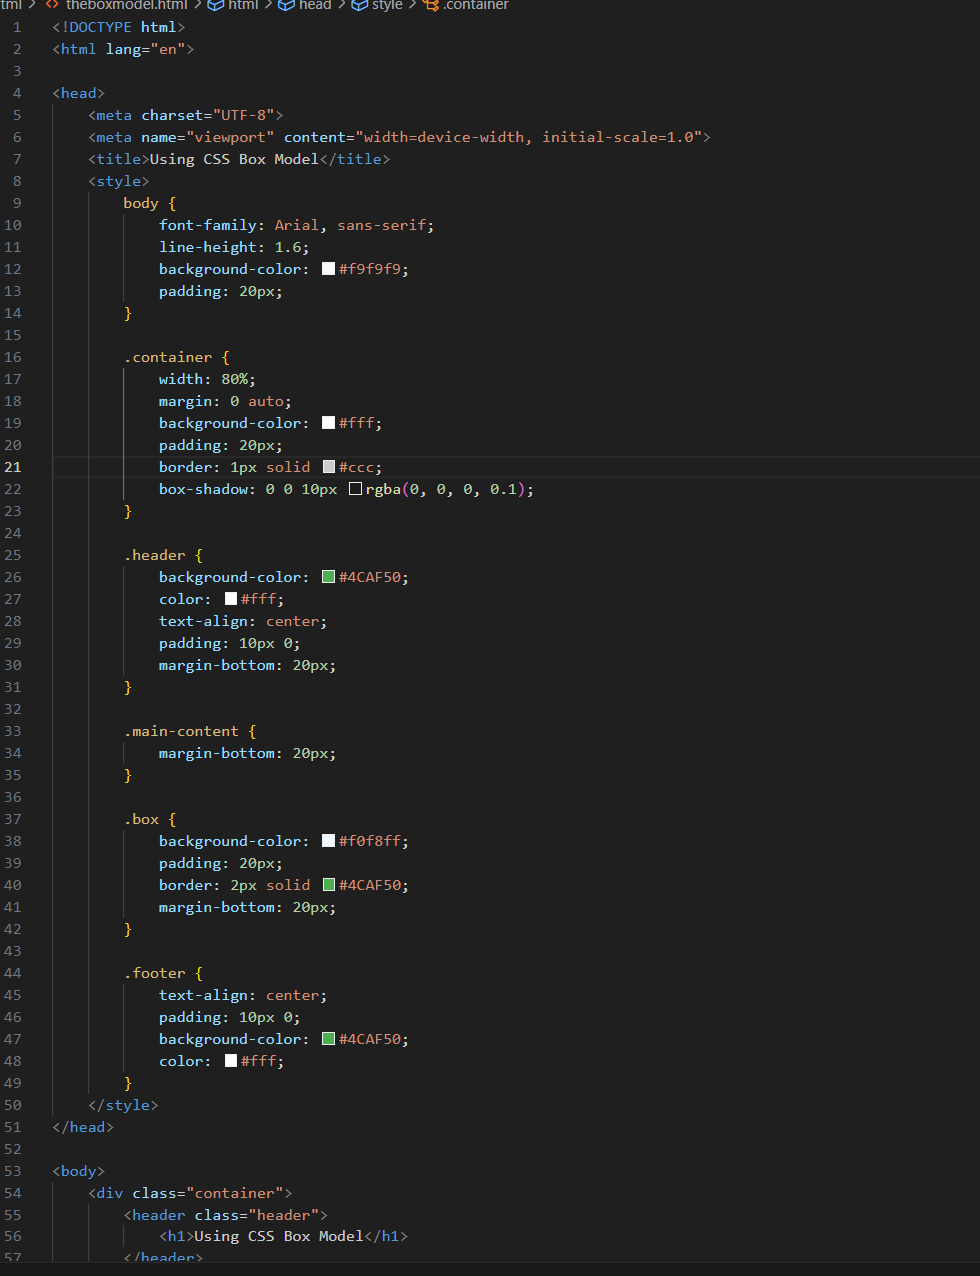 tml > <> theboxmodel.html > html > head > style > .container
1 <!DOCTYPE html>
2 <html lang="en">
3
4 <head>
5     <meta charset="UTF-8">
6     <meta name="viewport" content="width=device-width, initial-scale=1.0">
7     <title>Using CSS Box Model</title>
8     <style>
9         body {
10             font-family: Arial, sans-serif;
11             line-height: 1.6;
12             background-color: #f9f9f9;
13             padding: 20px;
14         }
15
16         .container {
17             width: 80%;
18             margin: 0 auto;
19             background-color: #fff;
20             padding: 20px;
21             border: 1px solid #ccc;
22             box-shadow: 0 0 10px rgba(0, 0, 0, 0.1);
23         }
24
25         .header {
26             background-color: #4CAF50;
27             color: #fff;
28             text-align: center;
29             padding: 10px 0;
30             margin-bottom: 20px;
31         }
32
33         .main-content {
34             margin-bottom: 20px;
35         }
36
37         .box {
38             background-color: #f0f8ff;
39             padding: 20px;
40             border: 2px solid #4CAF50;
41             margin-bottom: 20px;
42         }
43
44         .footer {
45             text-align: center;
46             padding: 10px 0;
47             background-color: #4CAF50;
48             color: #fff;
49         }
50     </style>
51 </head>
52
53 <body>
54     <div class="container">
55         <header class="header">
56             <h1>Using CSS Box Model</h1>
57         </header>